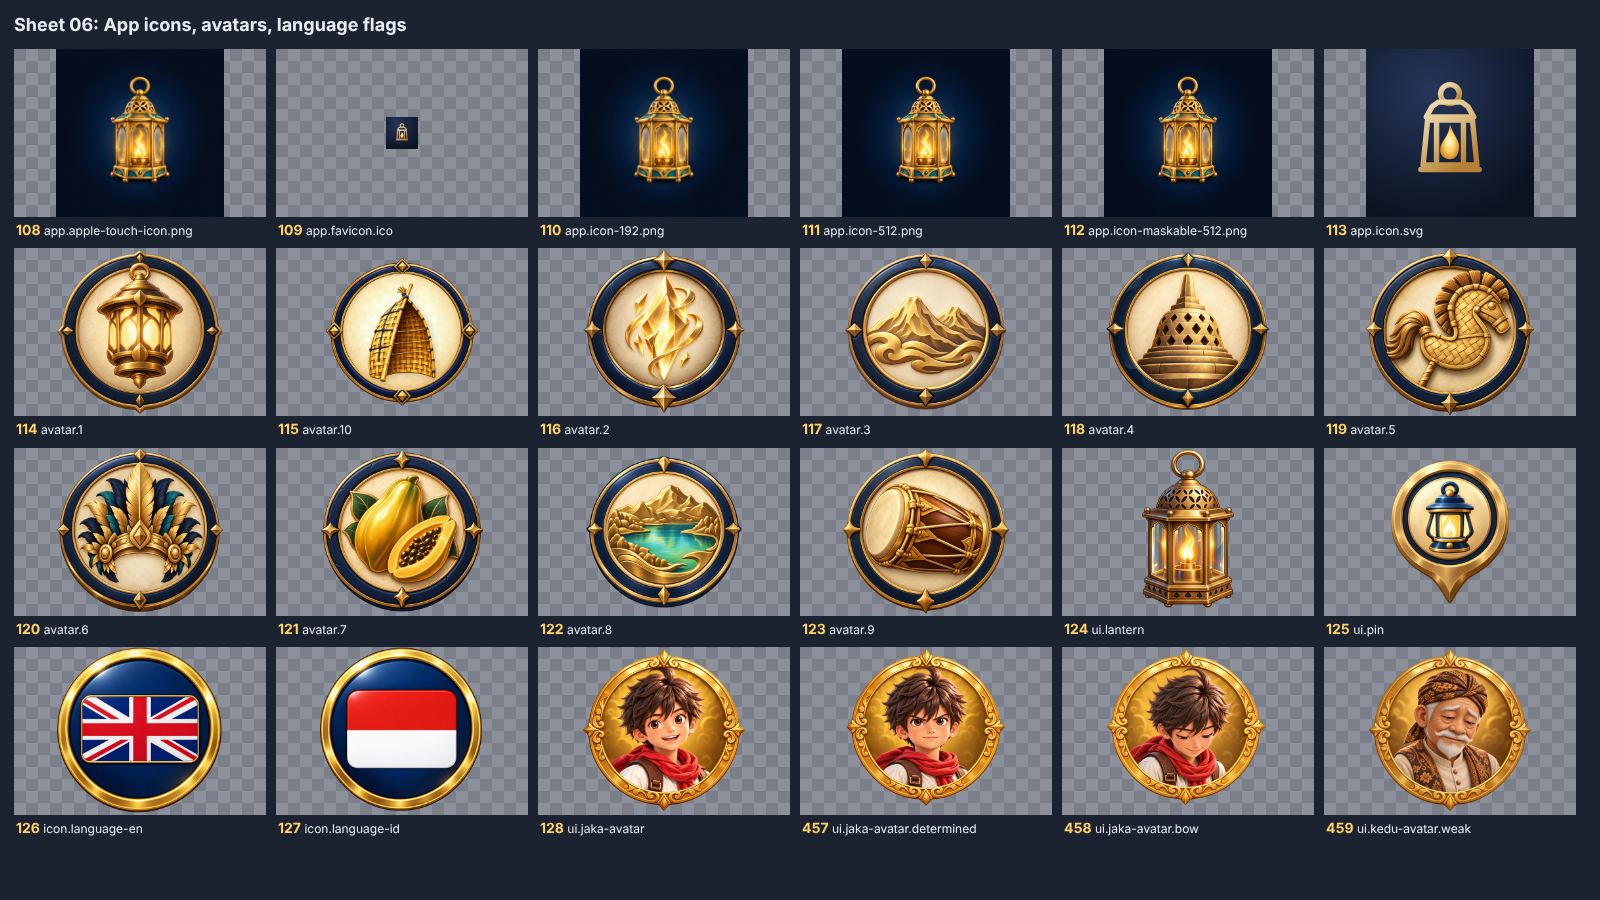 Sheet 06: App icons, avatars, language flags
108 app.apple-touch-icon.png
109 app.favicon.ico
110 app.icon-192.png
111 app.icon-512.png
112 app.icon-maskable-512.png
113 app.icon.svg
114 avatar.1
115 avatar.10
116 avatar.2
117 avatar.3
118 avatar.4
119 avatar.5
120 avatar.6
121 avatar.7
122 avatar.8
123 avatar.9
124 ui.lantern
125 ui.pin
126 icon.language-en
127 icon.language-id
128 ui.jaka-avatar
457 ui.jaka-avatar.determined
458 ui.jaka-avatar.bow
459 ui.kedu-avatar.weak